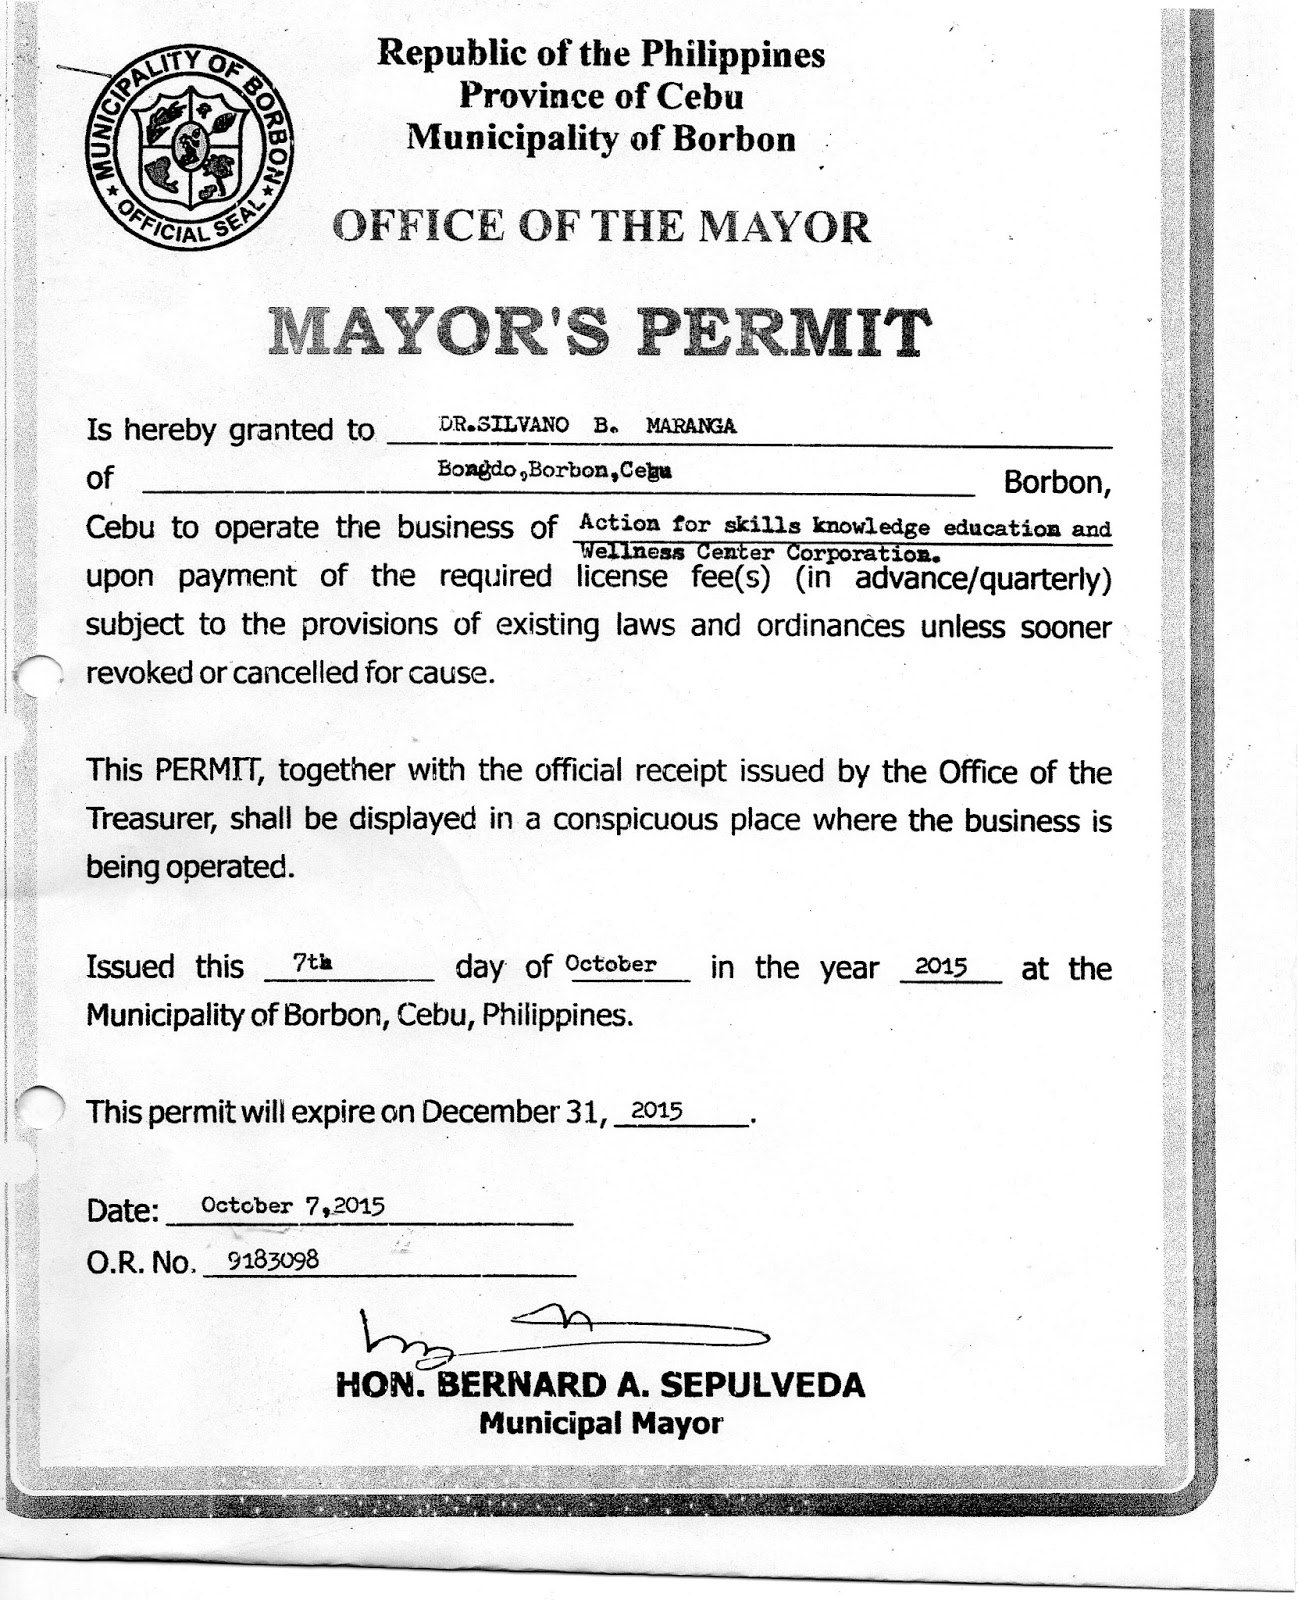 MUNICIPALITY OF BORBON
★ OFFICIAL SEAL ★
Republic of the Philippines
Province of Cebu
Municipality of Borbon
OFFICE OF THE MAYOR
MAYOR'S PERMIT
Is hereby granted to DR.SILVANO B. MARANGA
of Bongdo,Borbon,Cebu Borbon,
Cebu to operate the business of Action for skills knowledge education and
Wellness Center Corporation.
upon payment of the required license fee(s) (in advance/quarterly)
subject to the provisions of existing laws and ordinances unless sooner
revoked or cancelled for cause.
This PERMIT, together with the official receipt issued by the Office of the
Treasurer, shall be displayed in a conspicuous place where the business is
being operated.
Issued this 7th day of October in the year 2015 at the
Municipality of Borbon, Cebu, Philippines.
This permit will expire on December 31, 2015.
Date: October 7,2015
O.R. No. 9183098
HON. BERNARD A. SEPULVEDA
Municipal Mayor